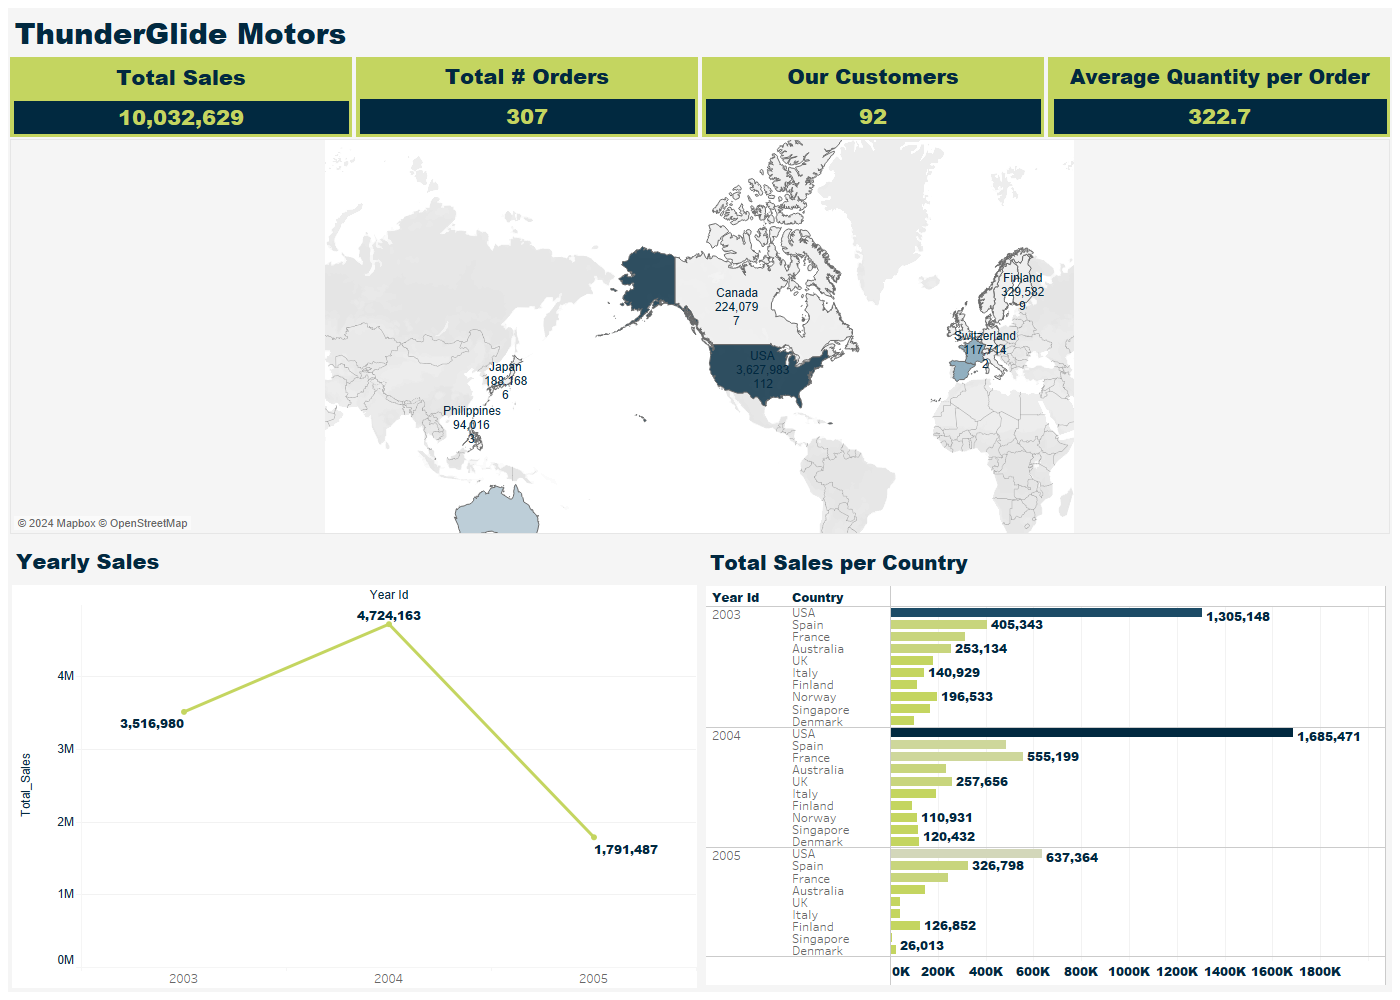 ThunderGlide Motors
Total Sales
10,032,629
Total # Orders
307
Our Customers
92
Average Quantity per Order
322.7
Canada
224,079
7
USA
3,627,983
112
Finland
329,582
9
Switzerland
117,714
2
Japan
188,168
6
Philippines
94,016
3
© 2024 Mapbox © OpenStreetMap
Yearly Sales
Year Id
4,724,163
3,516,980
1,791,487
4M
3M
2M
1M
0M
Total_Sales
2003
2004
2005
Total Sales per Country
Year Id Country
2003 USA 1,305,148
Spain 405,343
France
Australia 253,134
UK
Italy 140,929
Finland
Norway 196,533
Singapore
Denmark
2004 USA 1,685,471
Spain
France 555,199
Australia
UK 257,656
Italy
Finland
Norway 110,931
Singapore
Denmark 120,432
2005 USA 637,364
Spain 326,798
France
Australia
UK
Italy
Finland 126,852
Singapore
Denmark 26,013
0K 200K 400K 600K 800K 1000K 1200K 1400K 1600K 1800K